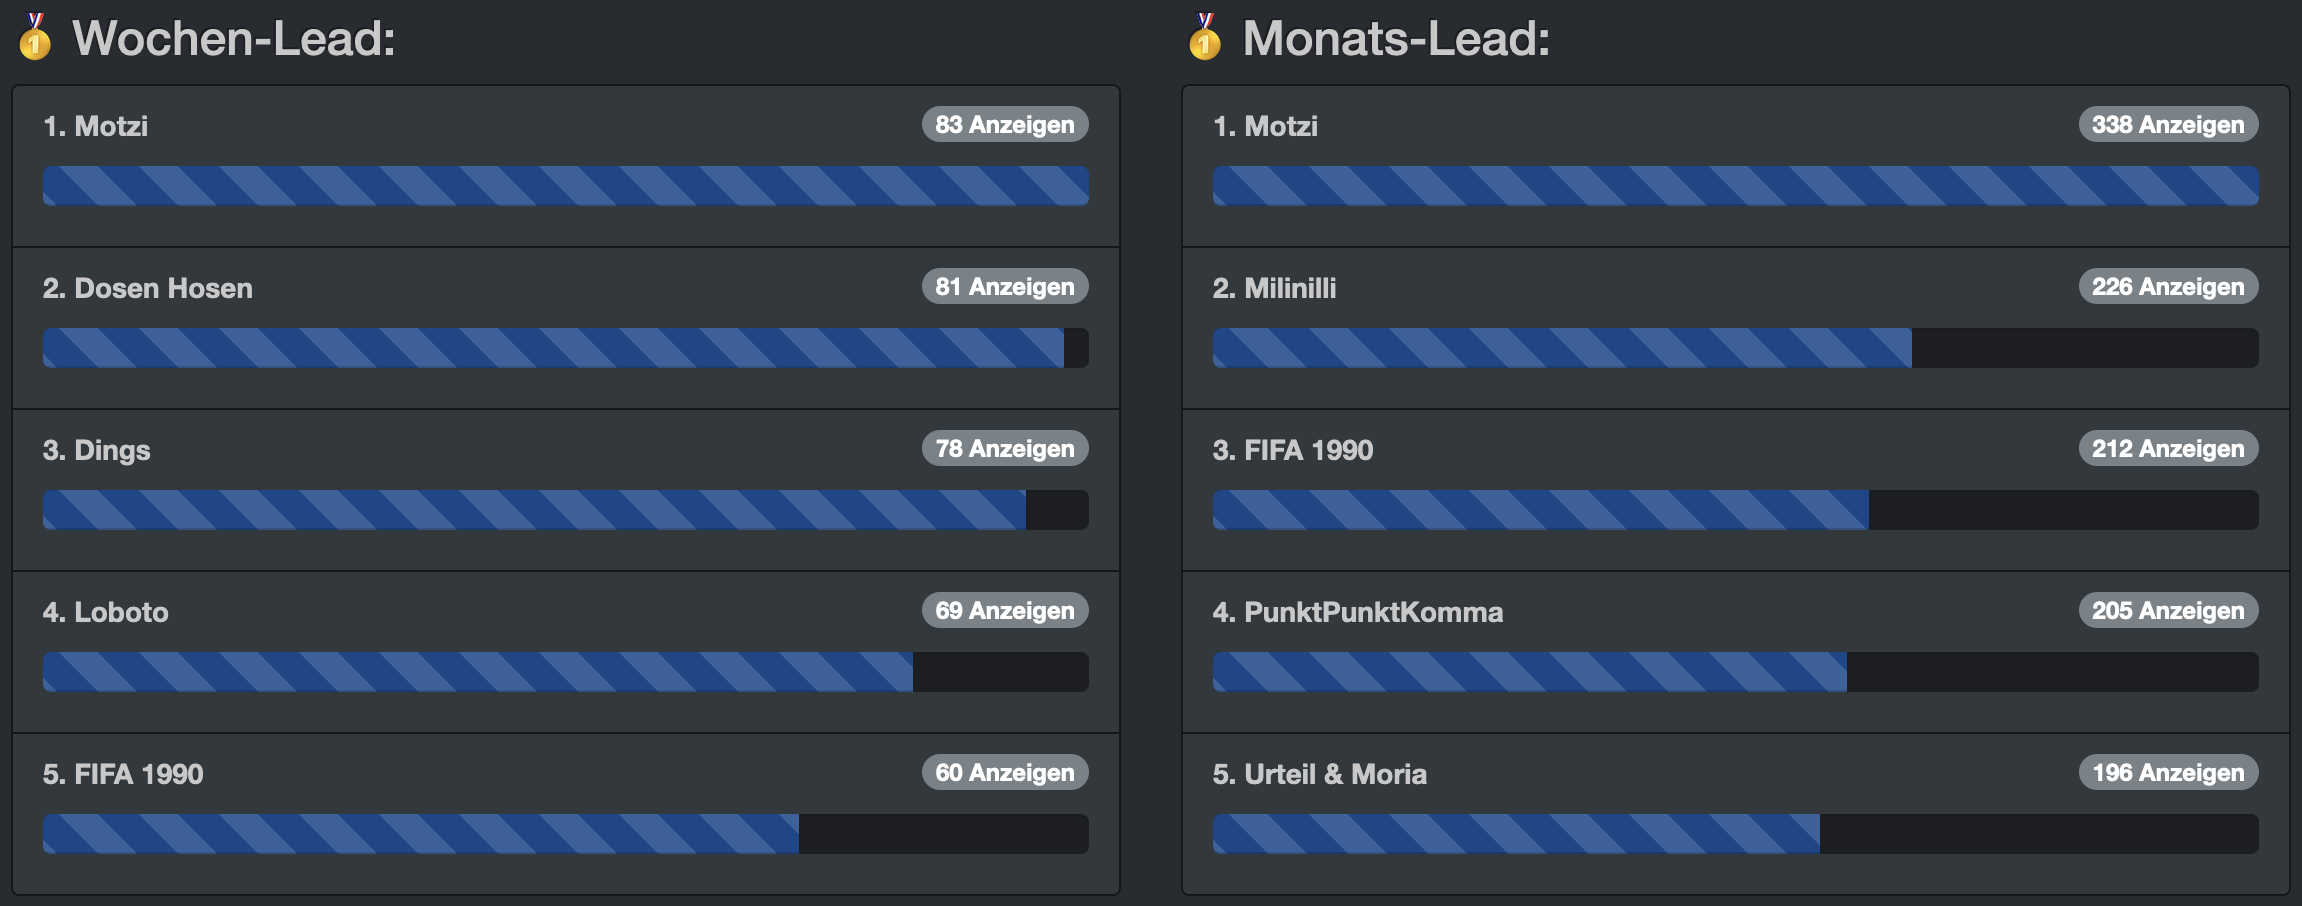 Wochen-Lead:
1. Motzi
83 Anzeigen
2. Dosen Hosen
81 Anzeigen
3. Dings
78 Anzeigen
4. Loboto
69 Anzeigen
5. FIFA 1990
60 Anzeigen
Monats-Lead:
1. Motzi
338 Anzeigen
2. Milinilli
226 Anzeigen
3. FIFA 1990
212 Anzeigen
4. PunktPunktKomma
205 Anzeigen
5. Urteil & Moria
196 Anzeigen